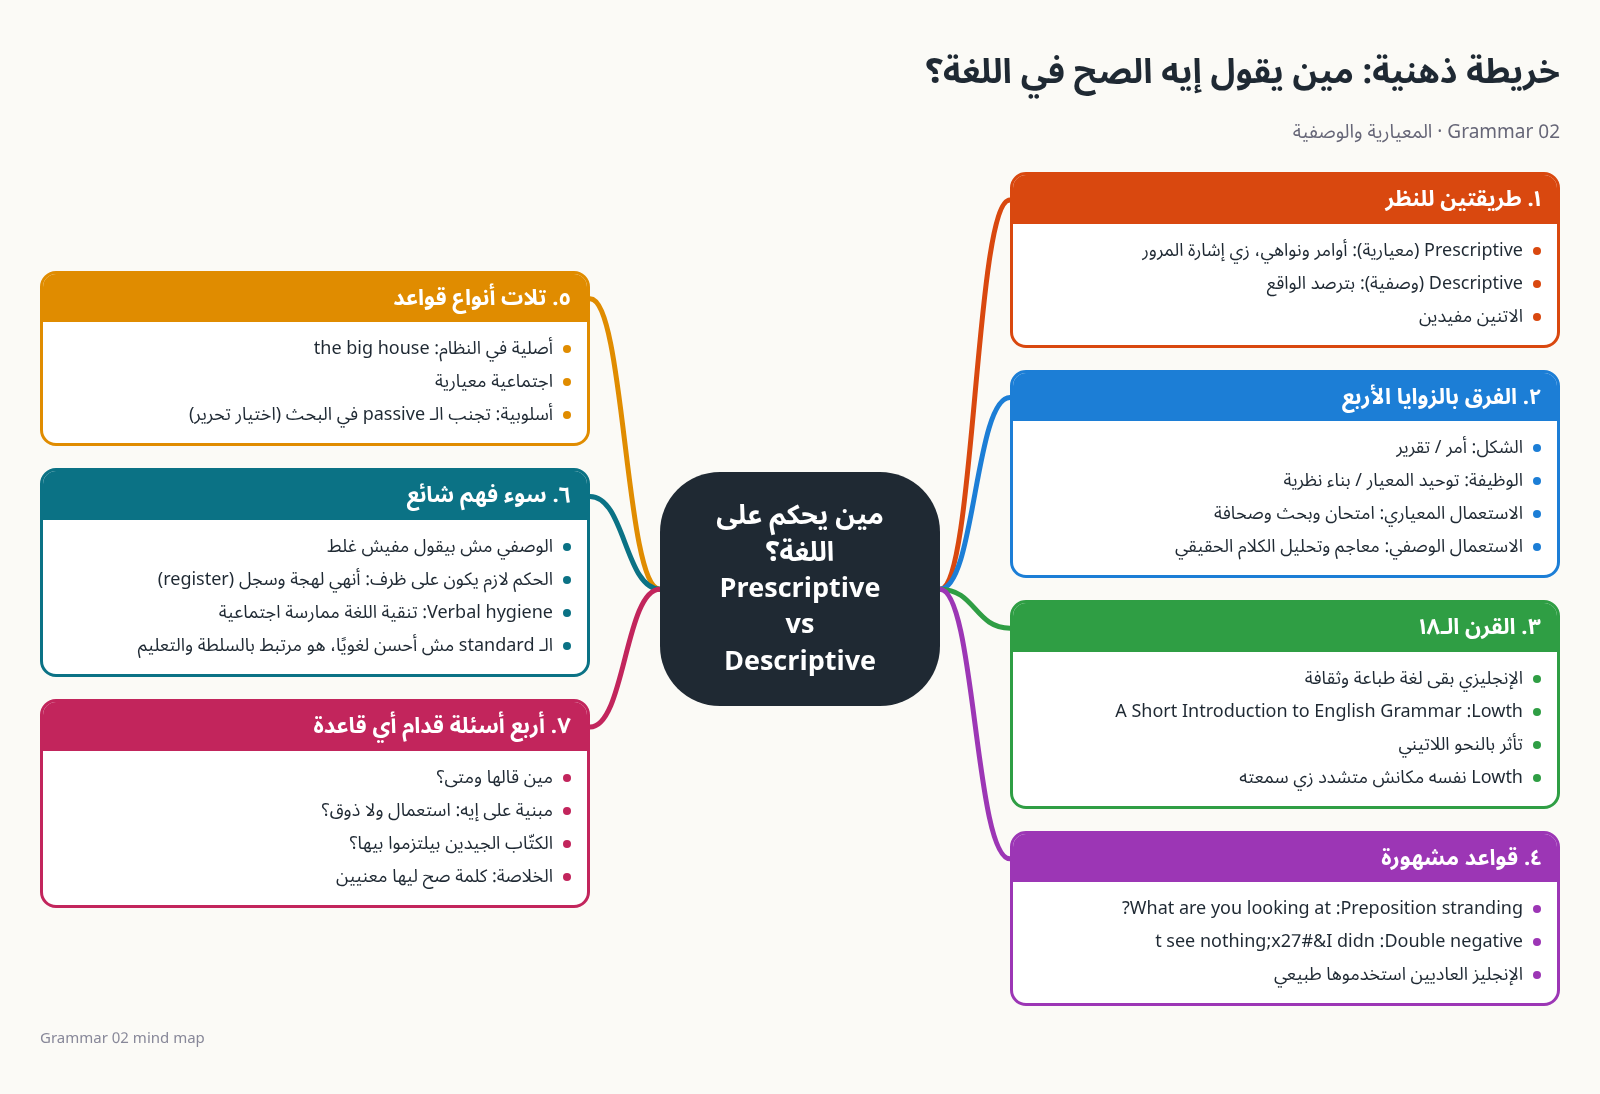 خريطة ذهنية: مين يقول إيه الصح في اللغة؟
Grammar 02 · المعيارية والوصفية
١. طريقتين للنظر
Prescriptive (معيارية): أوامر ونواهي، زي إشارة المرور
Descriptive (وصفية): بترصد الواقع
الاتنين مفيدين
٢. الفرق بالزوايا الأربع
الشكل: أمر / تقرير
الوظيفة: توحيد المعيار / بناء نظرية
الاستعمال المعياري: امتحان وبحث وصحافة
الاستعمال الوصفي: معاجم وتحليل الكلام الحقيقي
٣. القرن الـ١٨
الإنجليزي بقى لغة طباعة وثقافة
Lowth: A Short Introduction to English Grammar
تأثر بالنحو اللاتيني
Lowth نفسه مكانش متشدد زي سمعته
٤. قواعد مشهورة
Preposition stranding: What are you looking at?
Double negative: I didn&#x27;t see nothing
الإنجليز العاديين استخدموها طبيعي
مين يحكم على
اللغة؟
Prescriptive
vs
Descriptive
٥. تلات أنواع قواعد
أصلية في النظام: the big house
اجتماعية معيارية
أسلوبية: تجنب الـ passive في البحث (اختيار تحرير)
٦. سوء فهم شائع
الوصفي مش بيقول مفيش غلط
الحكم لازم يكون على ظرف: أنهي لهجة وسجل (register)
Verbal hygiene: تنقية اللغة ممارسة اجتماعية
الـ standard مش أحسن لغويًا، هو مرتبط بالسلطة والتعليم
٧. أربع أسئلة قدام أي قاعدة
مين قالها ومتى؟
مبنية على إيه: استعمال ولا ذوق؟
الكتّاب الجيدين بيلتزموا بيها؟
الخلاصة: كلمة صح ليها معنيين
Grammar 02 mind map